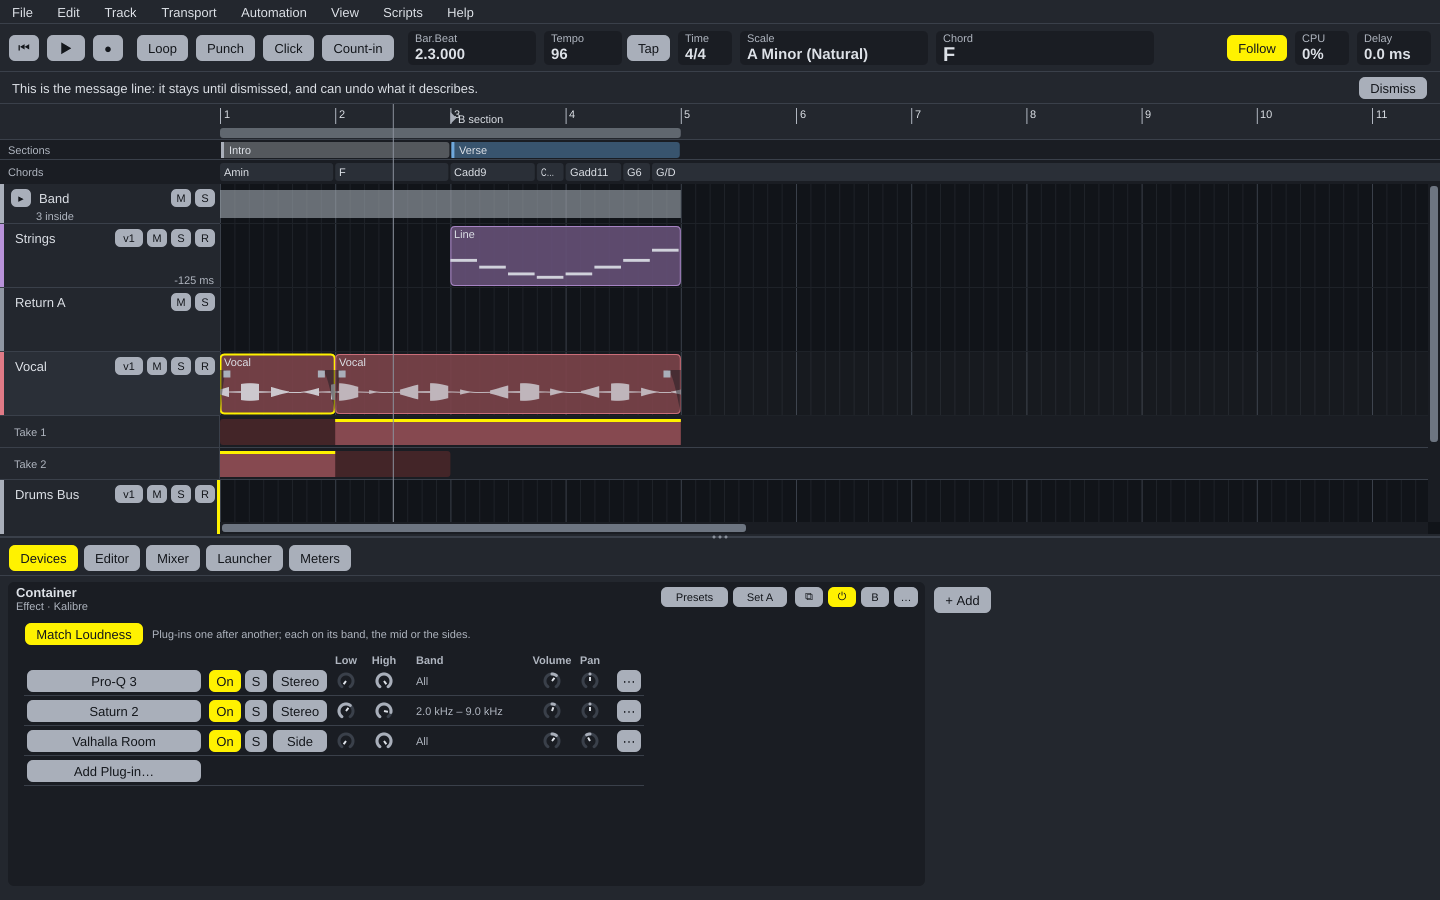 File Edit Track Transport Automation View Scripts Help
Loop Punch Click Count-in
Bar.Beat 2.3.000
Tempo 96
Tap
Time 4/4
Scale A Minor (Natural)
Chord F
Follow
CPU 0%
Delay 0.0 ms
This is the message line: it stays until dismissed, and can undo what it describes.
Dismiss
1 2 3 4 5 6 7 8 9 10 11
B section
Sections Intro Verse
Chords Amin F Cadd9 C... Gadd11 G6 G/D
Band M S
3 inside
Strings v1 M S R
Line
-125 ms
Return A M S
Vocal v1 M S R
Vocal Vocal
Take 1
Take 2
Drums Bus v1 M S R
Devices Editor Mixer Launcher Meters
Container
Effect · Kalibre
Presets Set A B ...
+ Add
Match Loudness Plug-ins one after another; each on its band, the mid or the sides.
Low High Band Volume Pan
Pro-Q 3 On S Stereo All ...
Saturn 2 On S Stereo 2.0 kHz – 9.0 kHz ...
Valhalla Room On S Side All ...
Add Plug-in…